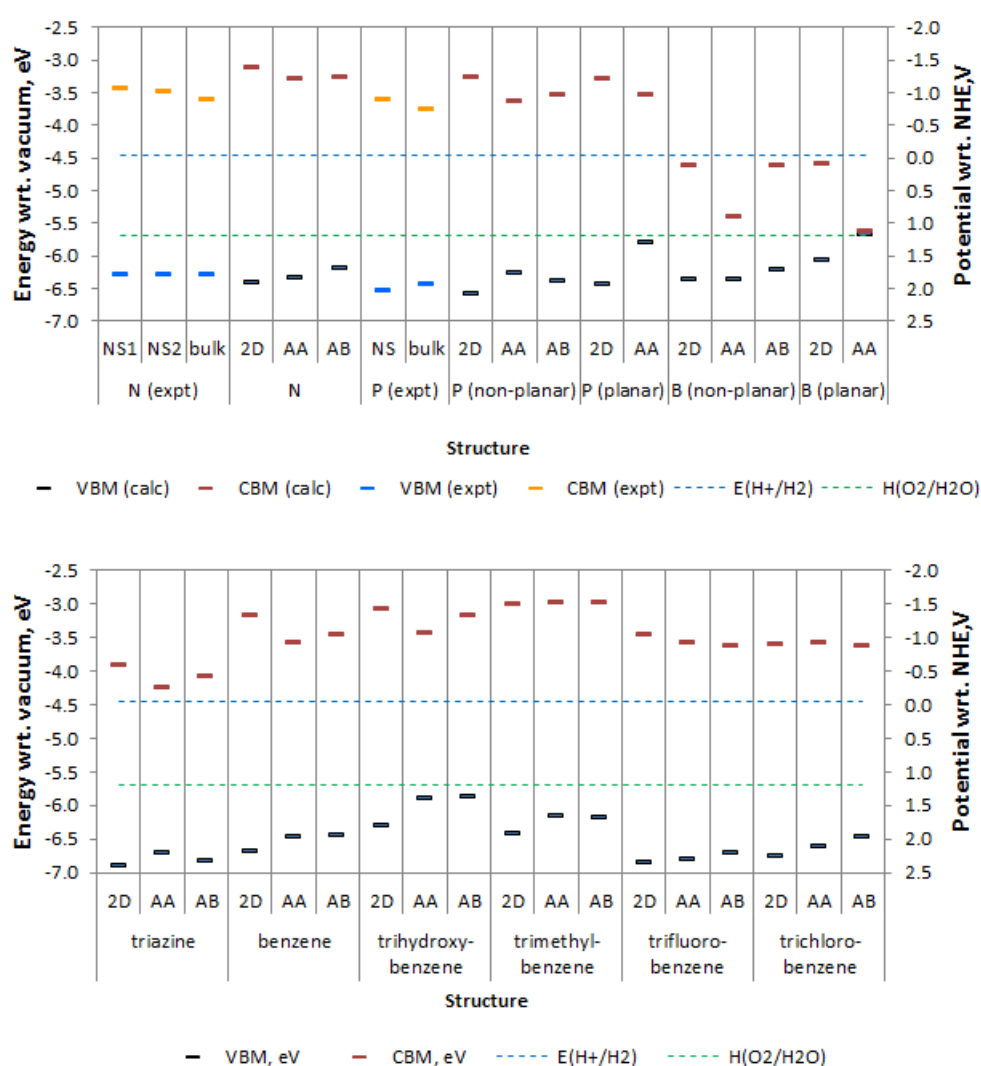 -2.5 -2.0
-3.0 -1.5
-3.5 -1.0
-4.0 -0.5
-4.5 0.0
-5.0 0.5
-5.5 1.0
-6.0 1.5
-6.5 2.0
-7.0 2.5
Energy wrt. vacuum, eV
Potential wrt. NHE,V
NS1 NS2 bulk 2D AA AB NS bulk 2D AA AB 2D AA 2D AA AB 2D AA
N (expt) N P (expt) P (non-planar) P (planar) B (non-planar) B (planar)
Structure
VBM (calc) CBM (calc) VBM (expt) CBM (expt) E(H+/H2) H(O2/H2O)
-2.5 -2.0
-3.0 -1.5
-3.5 -1.0
-4.0 -0.5
-4.5 0.0
-5.0 0.5
-5.5 1.0
-6.0 1.5
-6.5 2.0
-7.0 2.5
Energy wrt. vacuum, eV
Potential wrt. NHE,V
2D AA AB 2D AA AB 2D AA AB 2D AA AB 2D AA AB 2D AA AB
triazine benzene trihydroxy- trimethyl- trifluoro- trichloro-
benzene benzene benzene benzene
Structure
VBM, eV CBM, eV E(H+/H2) H(O2/H2O)